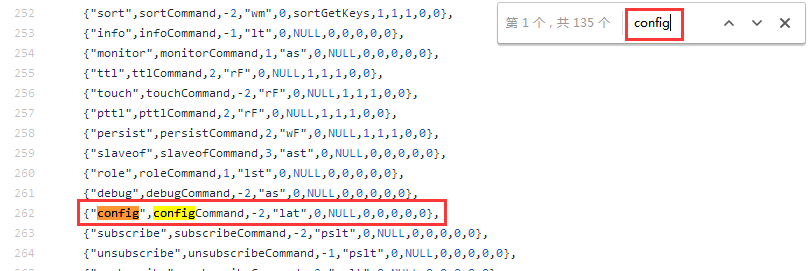 252 {"sort",sortCommand,-2,"wm",0,sortGetKeys,1,1,1,0,0},
253 {"info",infoCommand,-1,"lt",0,NULL,0,0,0,0,0},
254 {"monitor",monitorCommand,1,"as",0,NULL,0,0,0,0,0},
255 {"ttl",ttlCommand,2,"rF",0,NULL,1,1,1,0,0},
256 {"touch",touchCommand,-2,"rF",0,NULL,1,1,1,0,0},
257 {"pttl",pttlCommand,2,"rF",0,NULL,1,1,1,0,0},
258 {"persist",persistCommand,2,"wF",0,NULL,1,1,1,0,0},
259 {"slaveof",slaveofCommand,3,"ast",0,NULL,0,0,0,0,0},
260 {"role",roleCommand,1,"lst",0,NULL,0,0,0,0,0},
261 {"debug",debugCommand,-2,"as",0,NULL,0,0,0,0,0},
262 {"config",configCommand,-2,"lat",0,NULL,0,0,0,0,0},
263 {"subscribe",subscribeCommand,-2,"pslt",0,NULL,0,0,0,0,0},
264 {"unsubscribe",unsubscribeCommand,-1,"pslt",0,NULL,0,0,0,0,0},
第 1 个，共 135 个 config